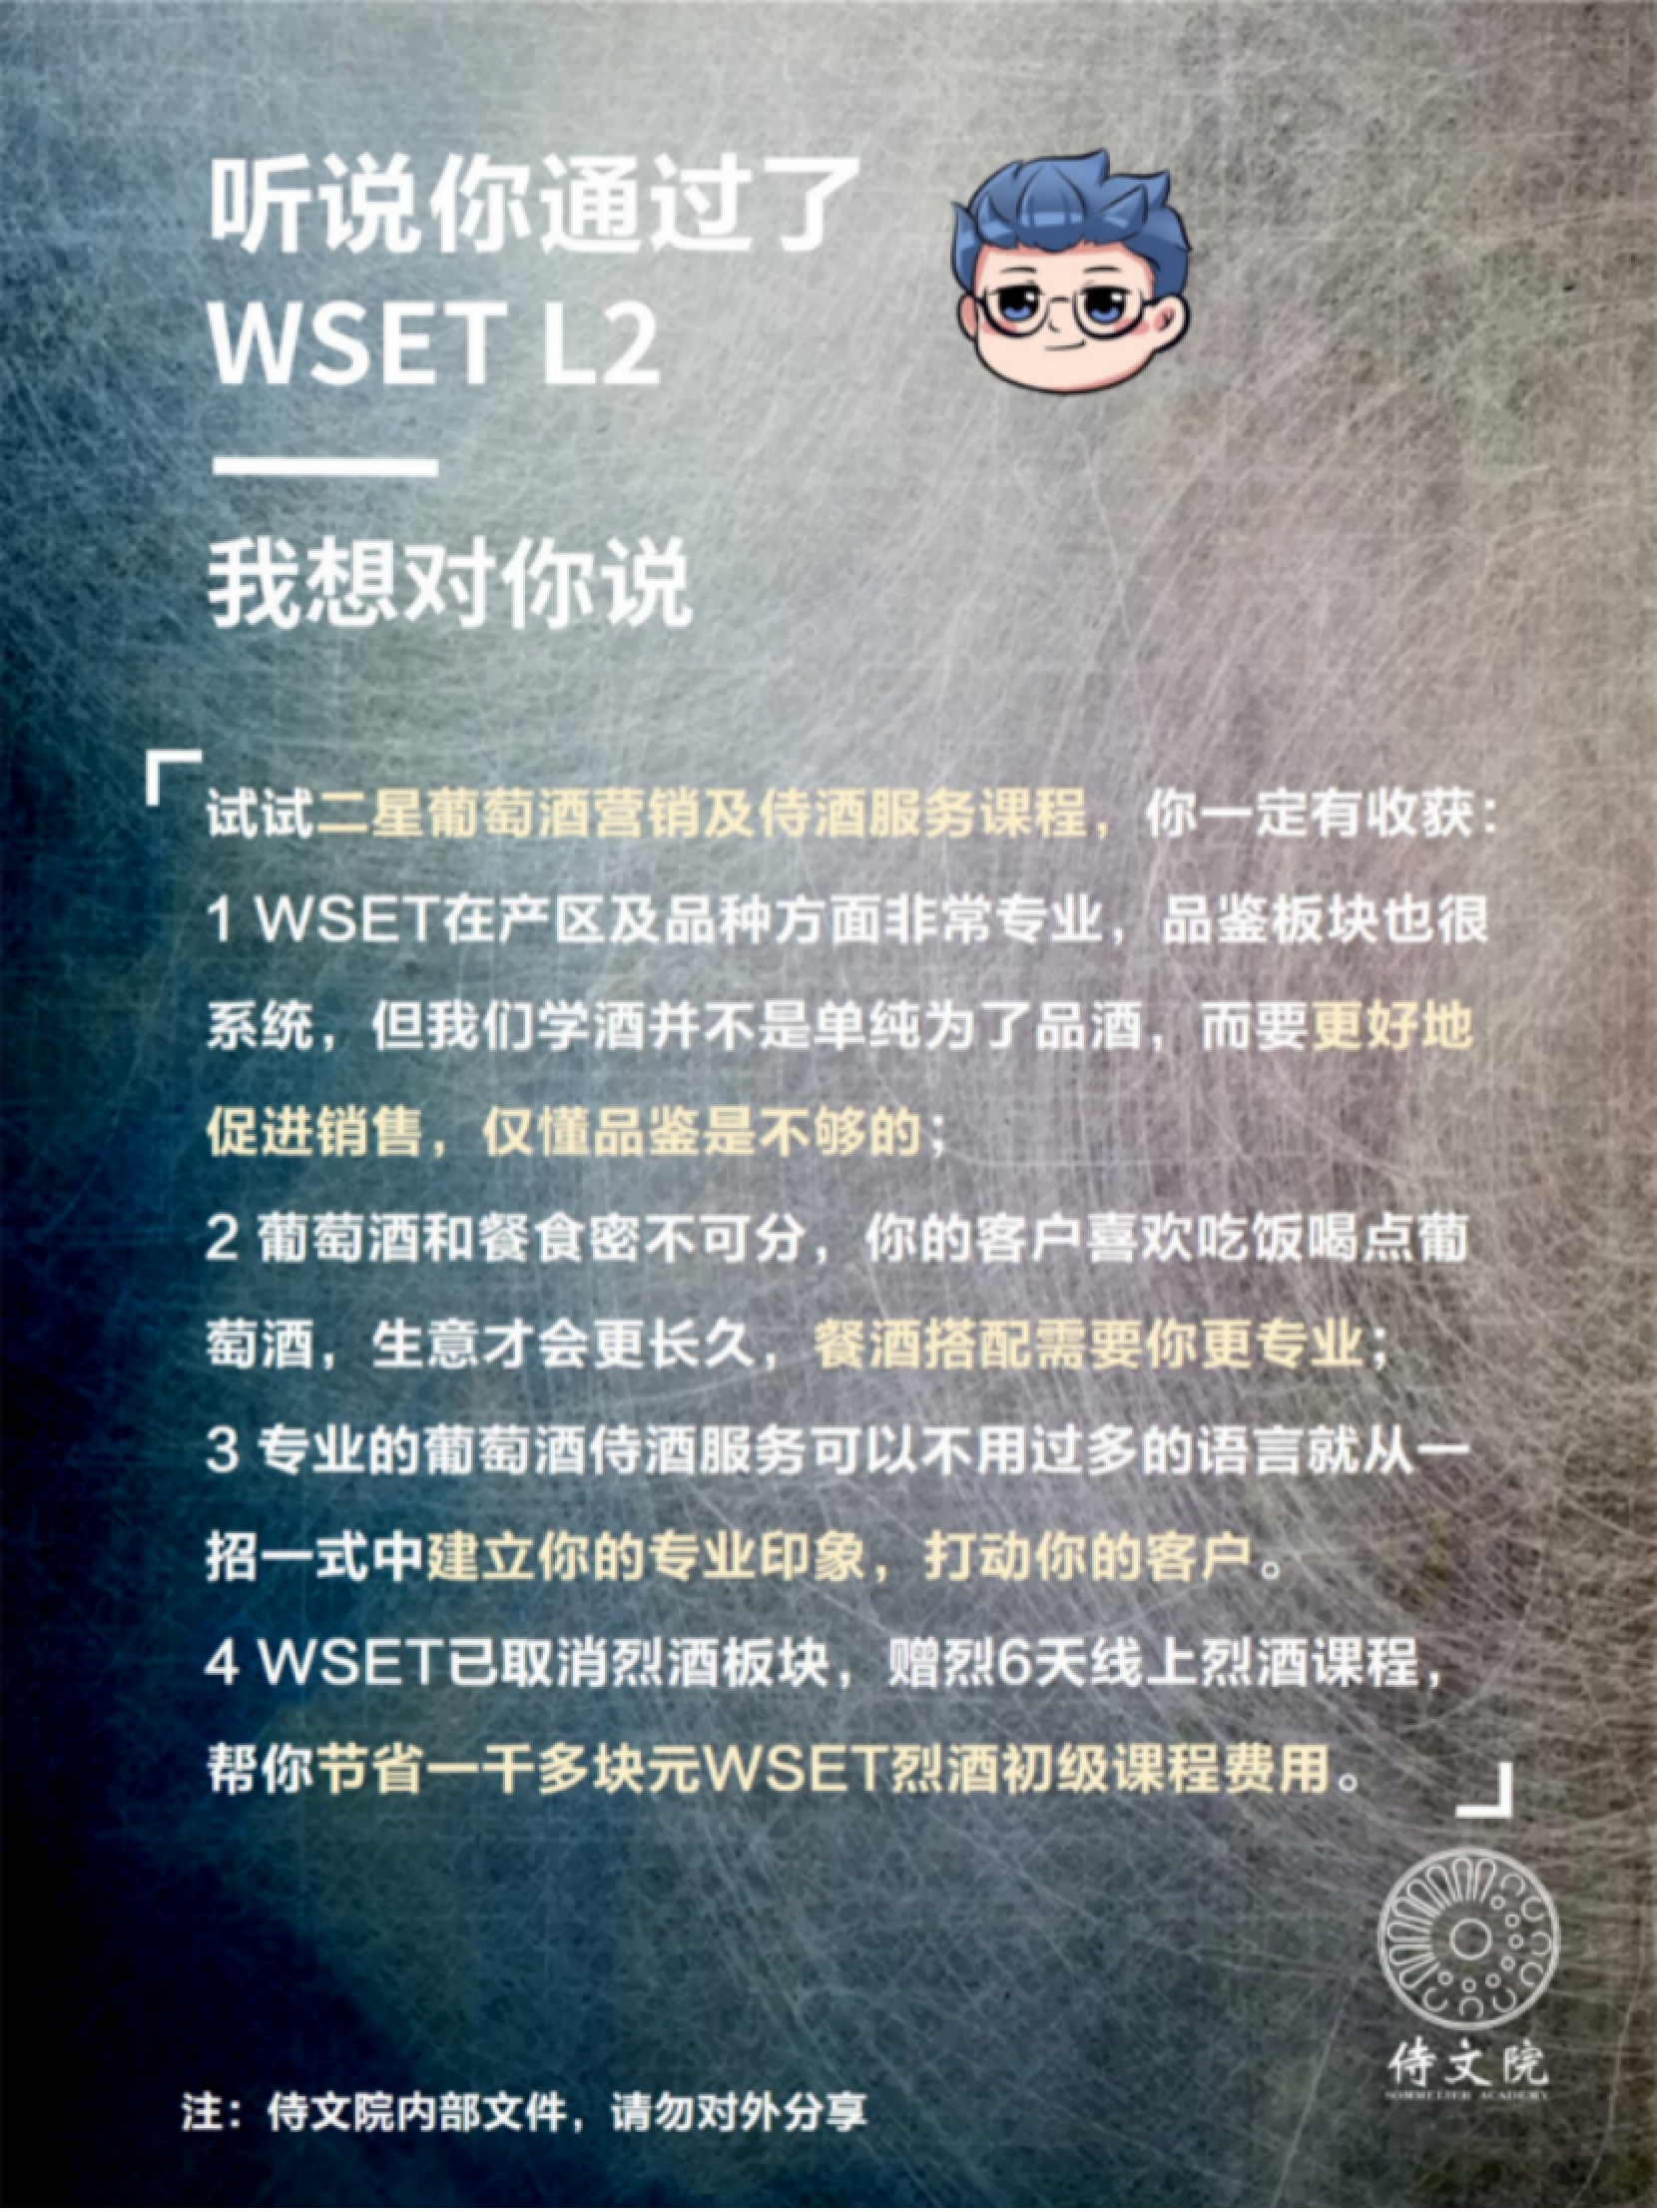 听说你通过了
WSET L2
我想对你说
试试二星葡萄酒营销及侍酒服务课程，你一定有收获：
1 WSET在产区及品种方面非常专业，品鉴板块也很
系统，但我们学酒并不是单纯为了品酒，而要更好地
促进销售，仅懂品鉴是不够的；
2 葡萄酒和餐食密不可分，你的客户喜欢吃饭喝点葡
萄酒，生意才会更长久，餐酒搭配需要你更专业；
3 专业的葡萄酒侍酒服务可以不用过多的语言就从一
招一式中建立你的专业印象，打动你的客户。
4 WSET已取消烈酒板块，赠烈6天线上烈酒课程，
帮你节省一千多块元WSET烈酒初级课程费用。
侍文院
SOMMELIER ACADEMY
注：侍文院内部文件，请勿对外分享